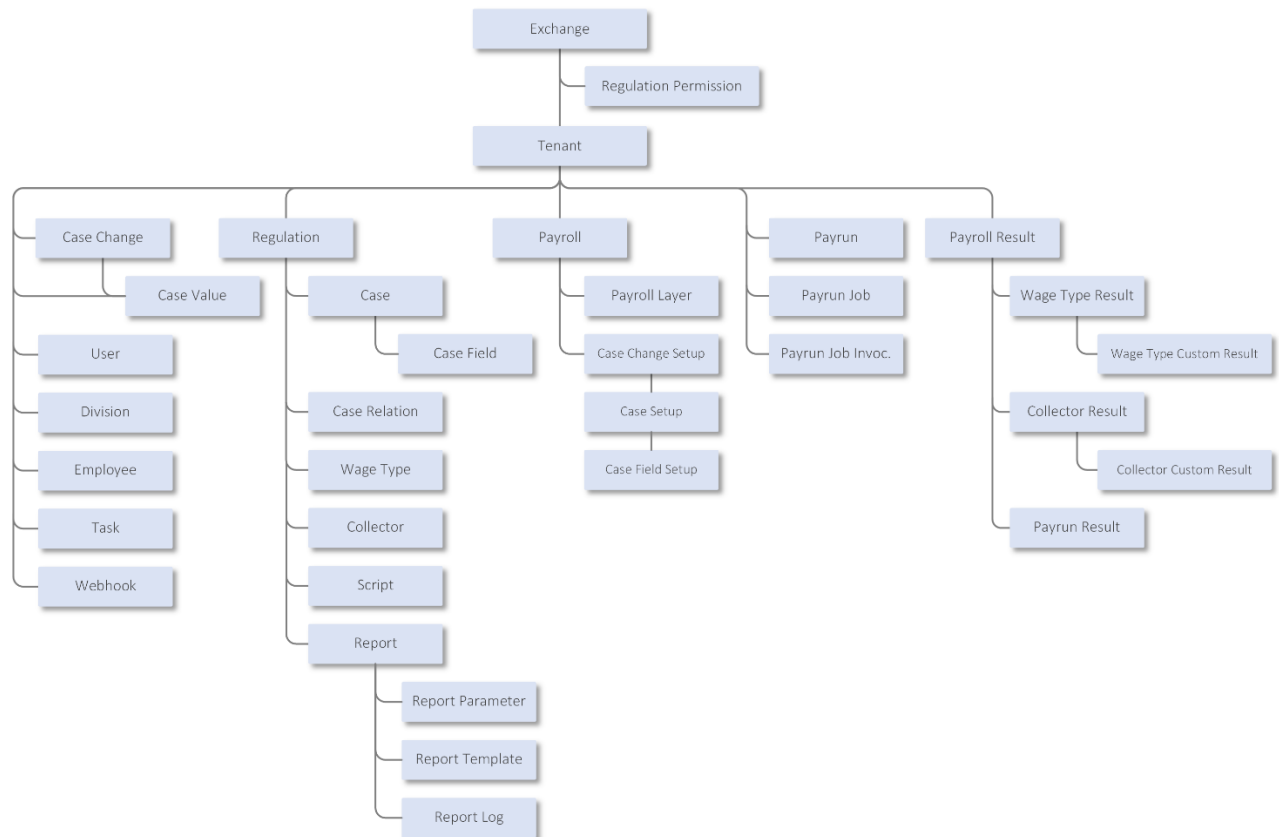 Exchange
Regulation Permission
Tenant
Case Change
Regulation
Payroll
Payrun
Payroll Result
Case Value
Case
Payroll Layer
Payrun Job
Wage Type Result
User
Case Field
Case Change Setup
Payrun Job Invoc.
Wage Type Custom Result
Division
Case Relation
Case Setup
Collector Result
Employee
Wage Type
Case Field Setup
Collector Custom Result
Task
Collector
Payrun Result
Webhook
Script
Report
Report Parameter
Report Template
Report Log